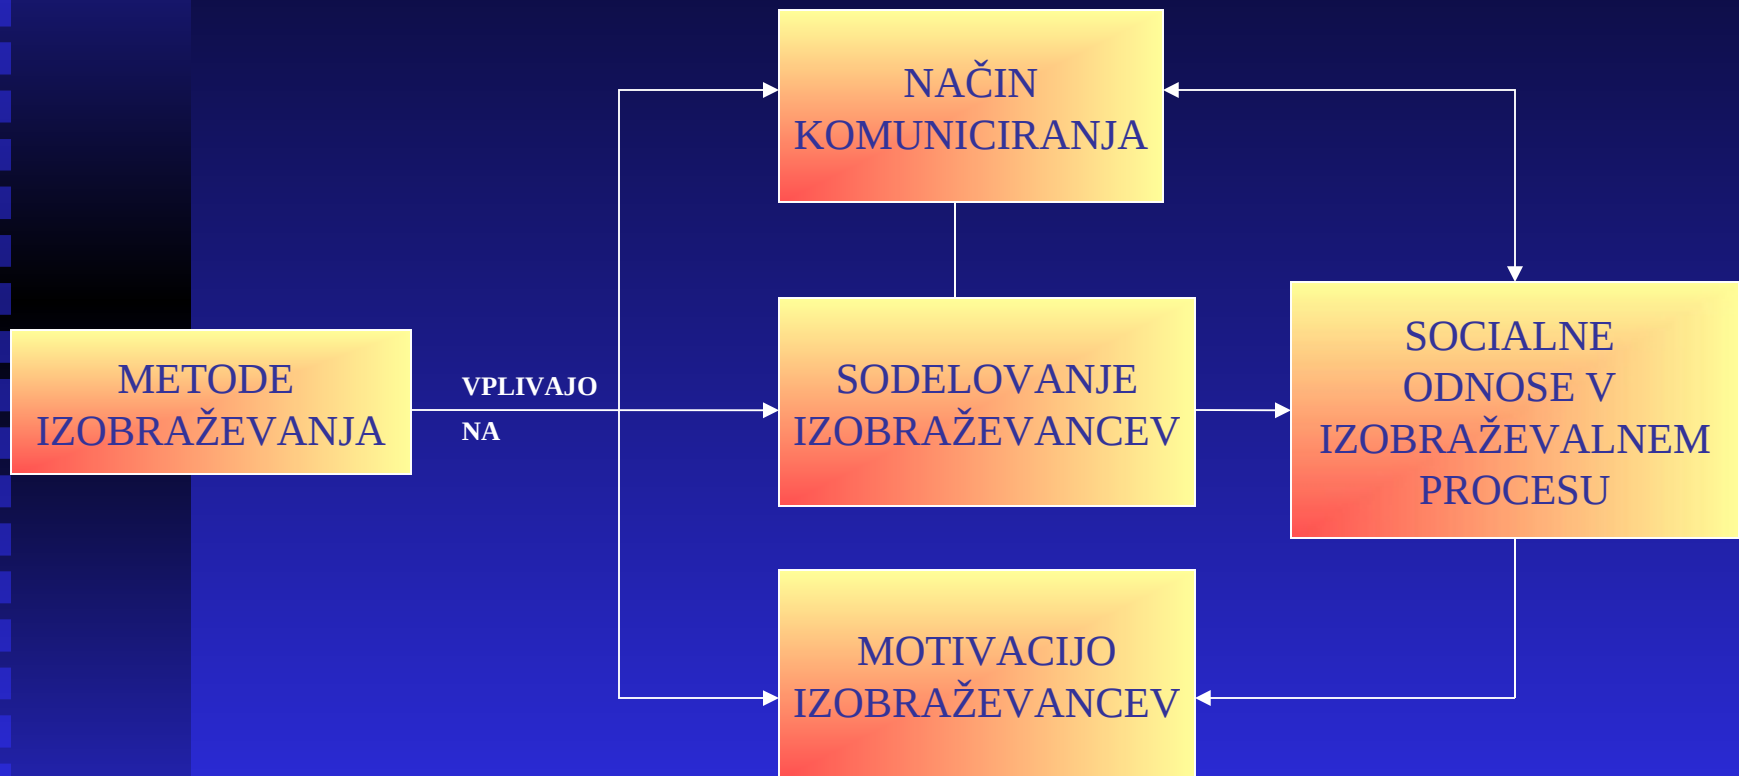 NAČIN
KOMUNICIRANJA
METODE
IZOBRAŽEVANJA
VPLIVAJO
NA
SODELOVANJE
IZOBRAŽEVANCEV
SOCIALNE
ODNOSE V
IZOBRAŽEVALNEM
PROCESU
MOTIVACIJO
IZOBRAŽEVANCEV